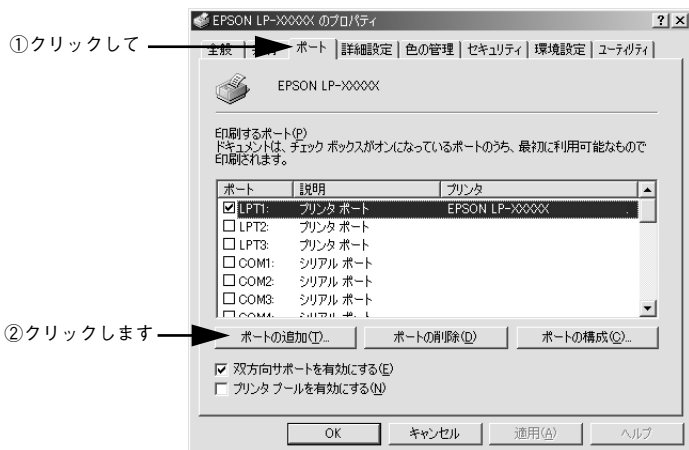 EPSON LP-XXXXX のプロパティ
①クリックして
全般
ポート
詳細設定
色の管理
セキュリティ
環境設定
ユーティリティ
EPSON LP-XXXXX
印刷するポート(P)
ドキュメントは、チェック ボックスがオンになっているポートのうち、最初に利用可能なもので
印刷されます。
ポート 説明 プリンタ
LPT1: プリンタ ポート EPSON LP-XXXXX
LPT2: プリンタ ポート
LPT3: プリンタ ポート
COM1: シリアル ポート
COM2: シリアル ポート
COM3: シリアル ポート
COM4: シリアル ポート
②クリックします
ポートの追加(T)... ポートの削除(D) ポートの構成(C)...
双方向サポートを有効にする(E)
プリンタ プールを有効にする(N)
OK キャンセル 適用(A) ヘルプ